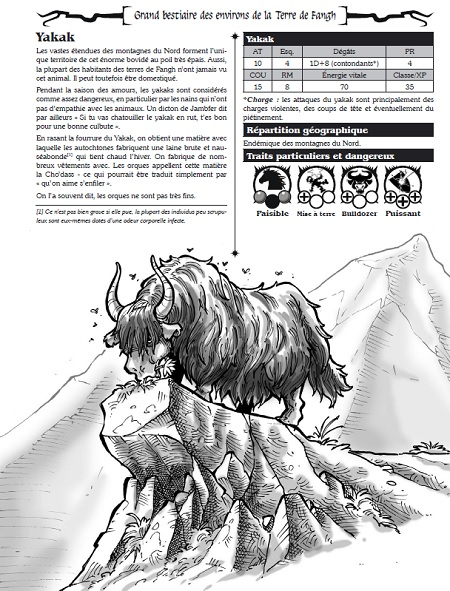 Grand bestiaire des environs de la Terre de Fangh
Yakak
Les vastes étendues des montagnes du Nord forment l'uni-
que territoire de cet énorme bovidé au poil très épais. Aussi,
la plupart des habitants des terres de Fangh n'ont jamais vu
cet animal. Il peut toutefois être domestiqué.
Pendant la saison des amours, les yakaks sont considérés
comme assez dangereux, en particulier par les nains qui n'ont
pas d'empathie avec les animaux. Un dicton de Jambfer dit
par ailleurs « Si tu vas chatouiller le yakak en rut, t'es bon
pour une bonne culbute ».
En rasant la fourrure du Yakak, on obtient une matière avec
laquelle les autochtones fabriquent une laine brute et nau-
séabonde[1] qui tient chaud l'hiver. On fabrique de nom-
breux vêtements avec. Les orques appellent cette matière
la Cho'dass - ce qui pourrait être traduit simplement par
« qu'on aime s'enfiler ».
On l'a souvent dit, les orques ne sont pas très fins.
[1] Ce n'est pas bien grave si elle pue, la plupart des individus peu scrupu-
leux sont eux-mêmes dotés d'une odeur corporelle infecte.
Yakak
AT Esq. Dégâts PR
10 4 1D+8 (contondants*) 4
COU RM Énergie vitale Classe/XP
15 8 70 35
*Charge : les attaques du yakak sont principalement des
charges violentes, des coups de tête et éventuellement du
piétinement.
Répartition géographique
Endémique des montagnes du Nord.
Traits particuliers et dangereux
Paisible Mise à terre Bulldozer Puissant